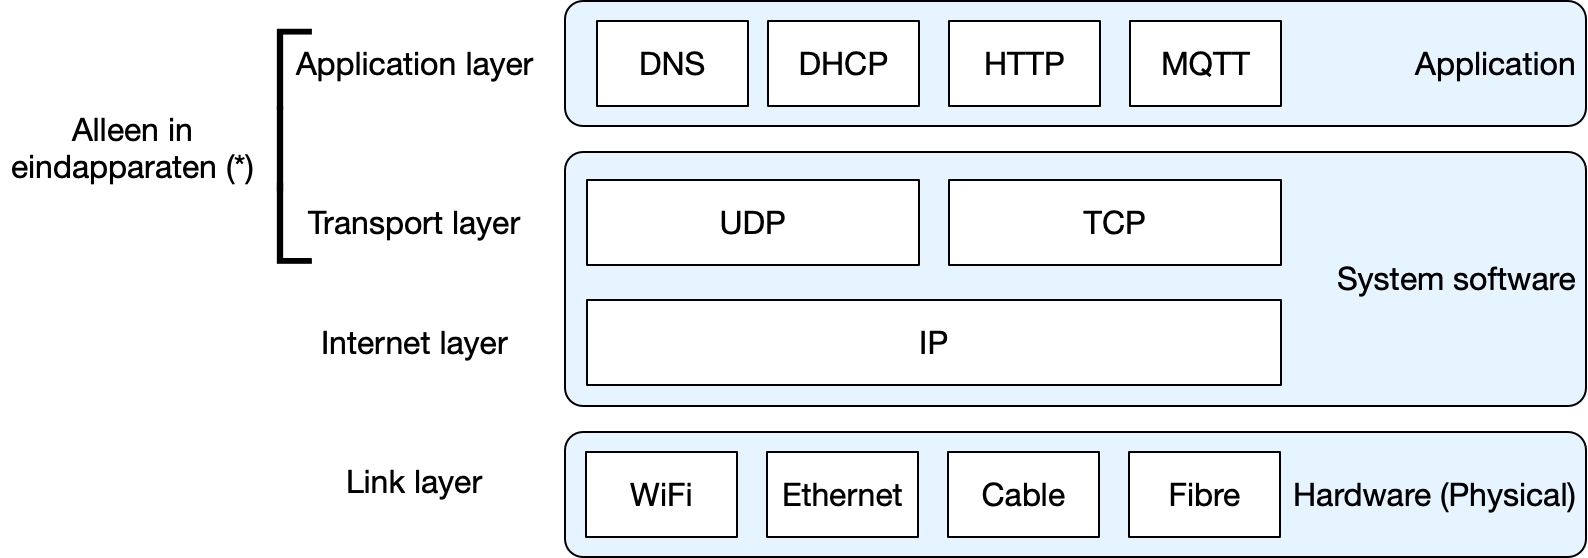 Application layer
DNS
DHCP
HTTP
MQTT
Application
Alleen in
eindapparaten (*)
Transport layer
UDP
TCP
System software
Internet layer
IP
Link layer
WiFi
Ethernet
Cable
Fibre
Hardware (Physical)